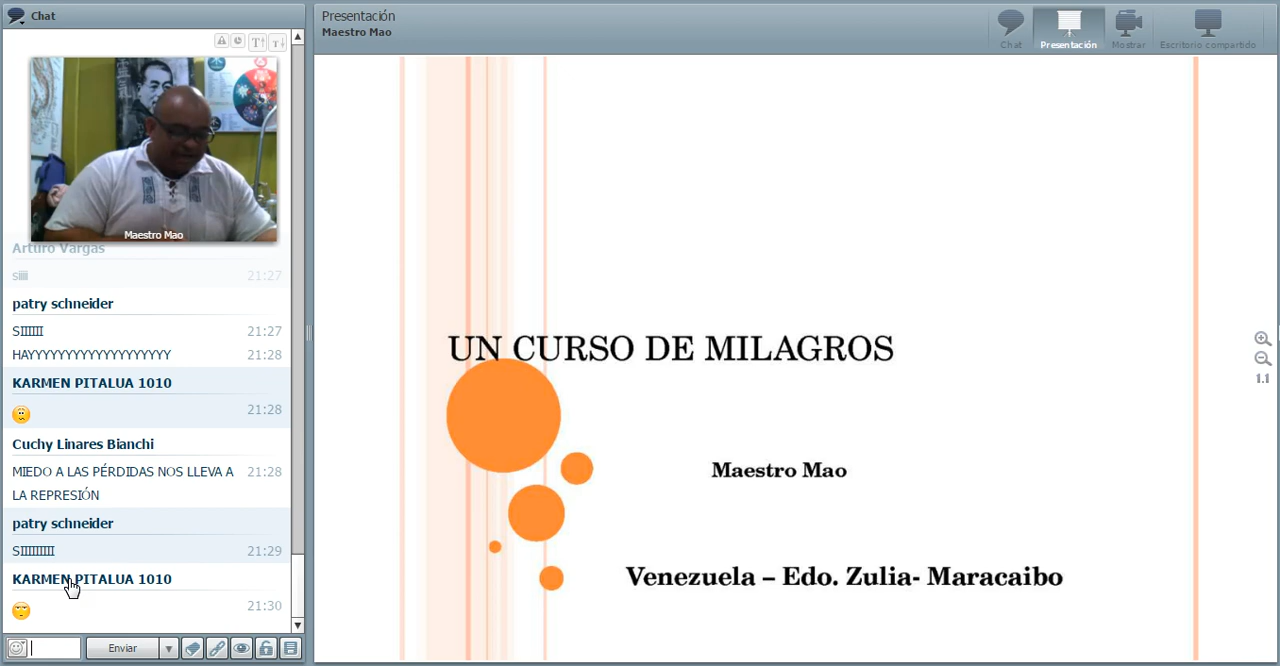 Chat
Maestro Mao
Arturo Vargas
siiii 21:27
patry schneider
SIIIIII 21:27
HAYYYYYYYYYYYYYYYYYYY 21:28
KARMEN PITALUA 1010
21:28
Cuchy Linares Bianchi
MIEDO A LAS PÉRDIDAS NOS LLEVA A 21:28
LA REPRESIÓN
patry schneider
SIIIIIIIII 21:29
KARMEN PITALUA 1010
21:30
Enviar
Presentación
Maestro Mao
Chat
Presentación
Mostrar
Escritorio compartido
UN CURSO DE MILAGROS
Maestro Mao
Venezuela – Edo. Zulia- Maracaibo
1.1